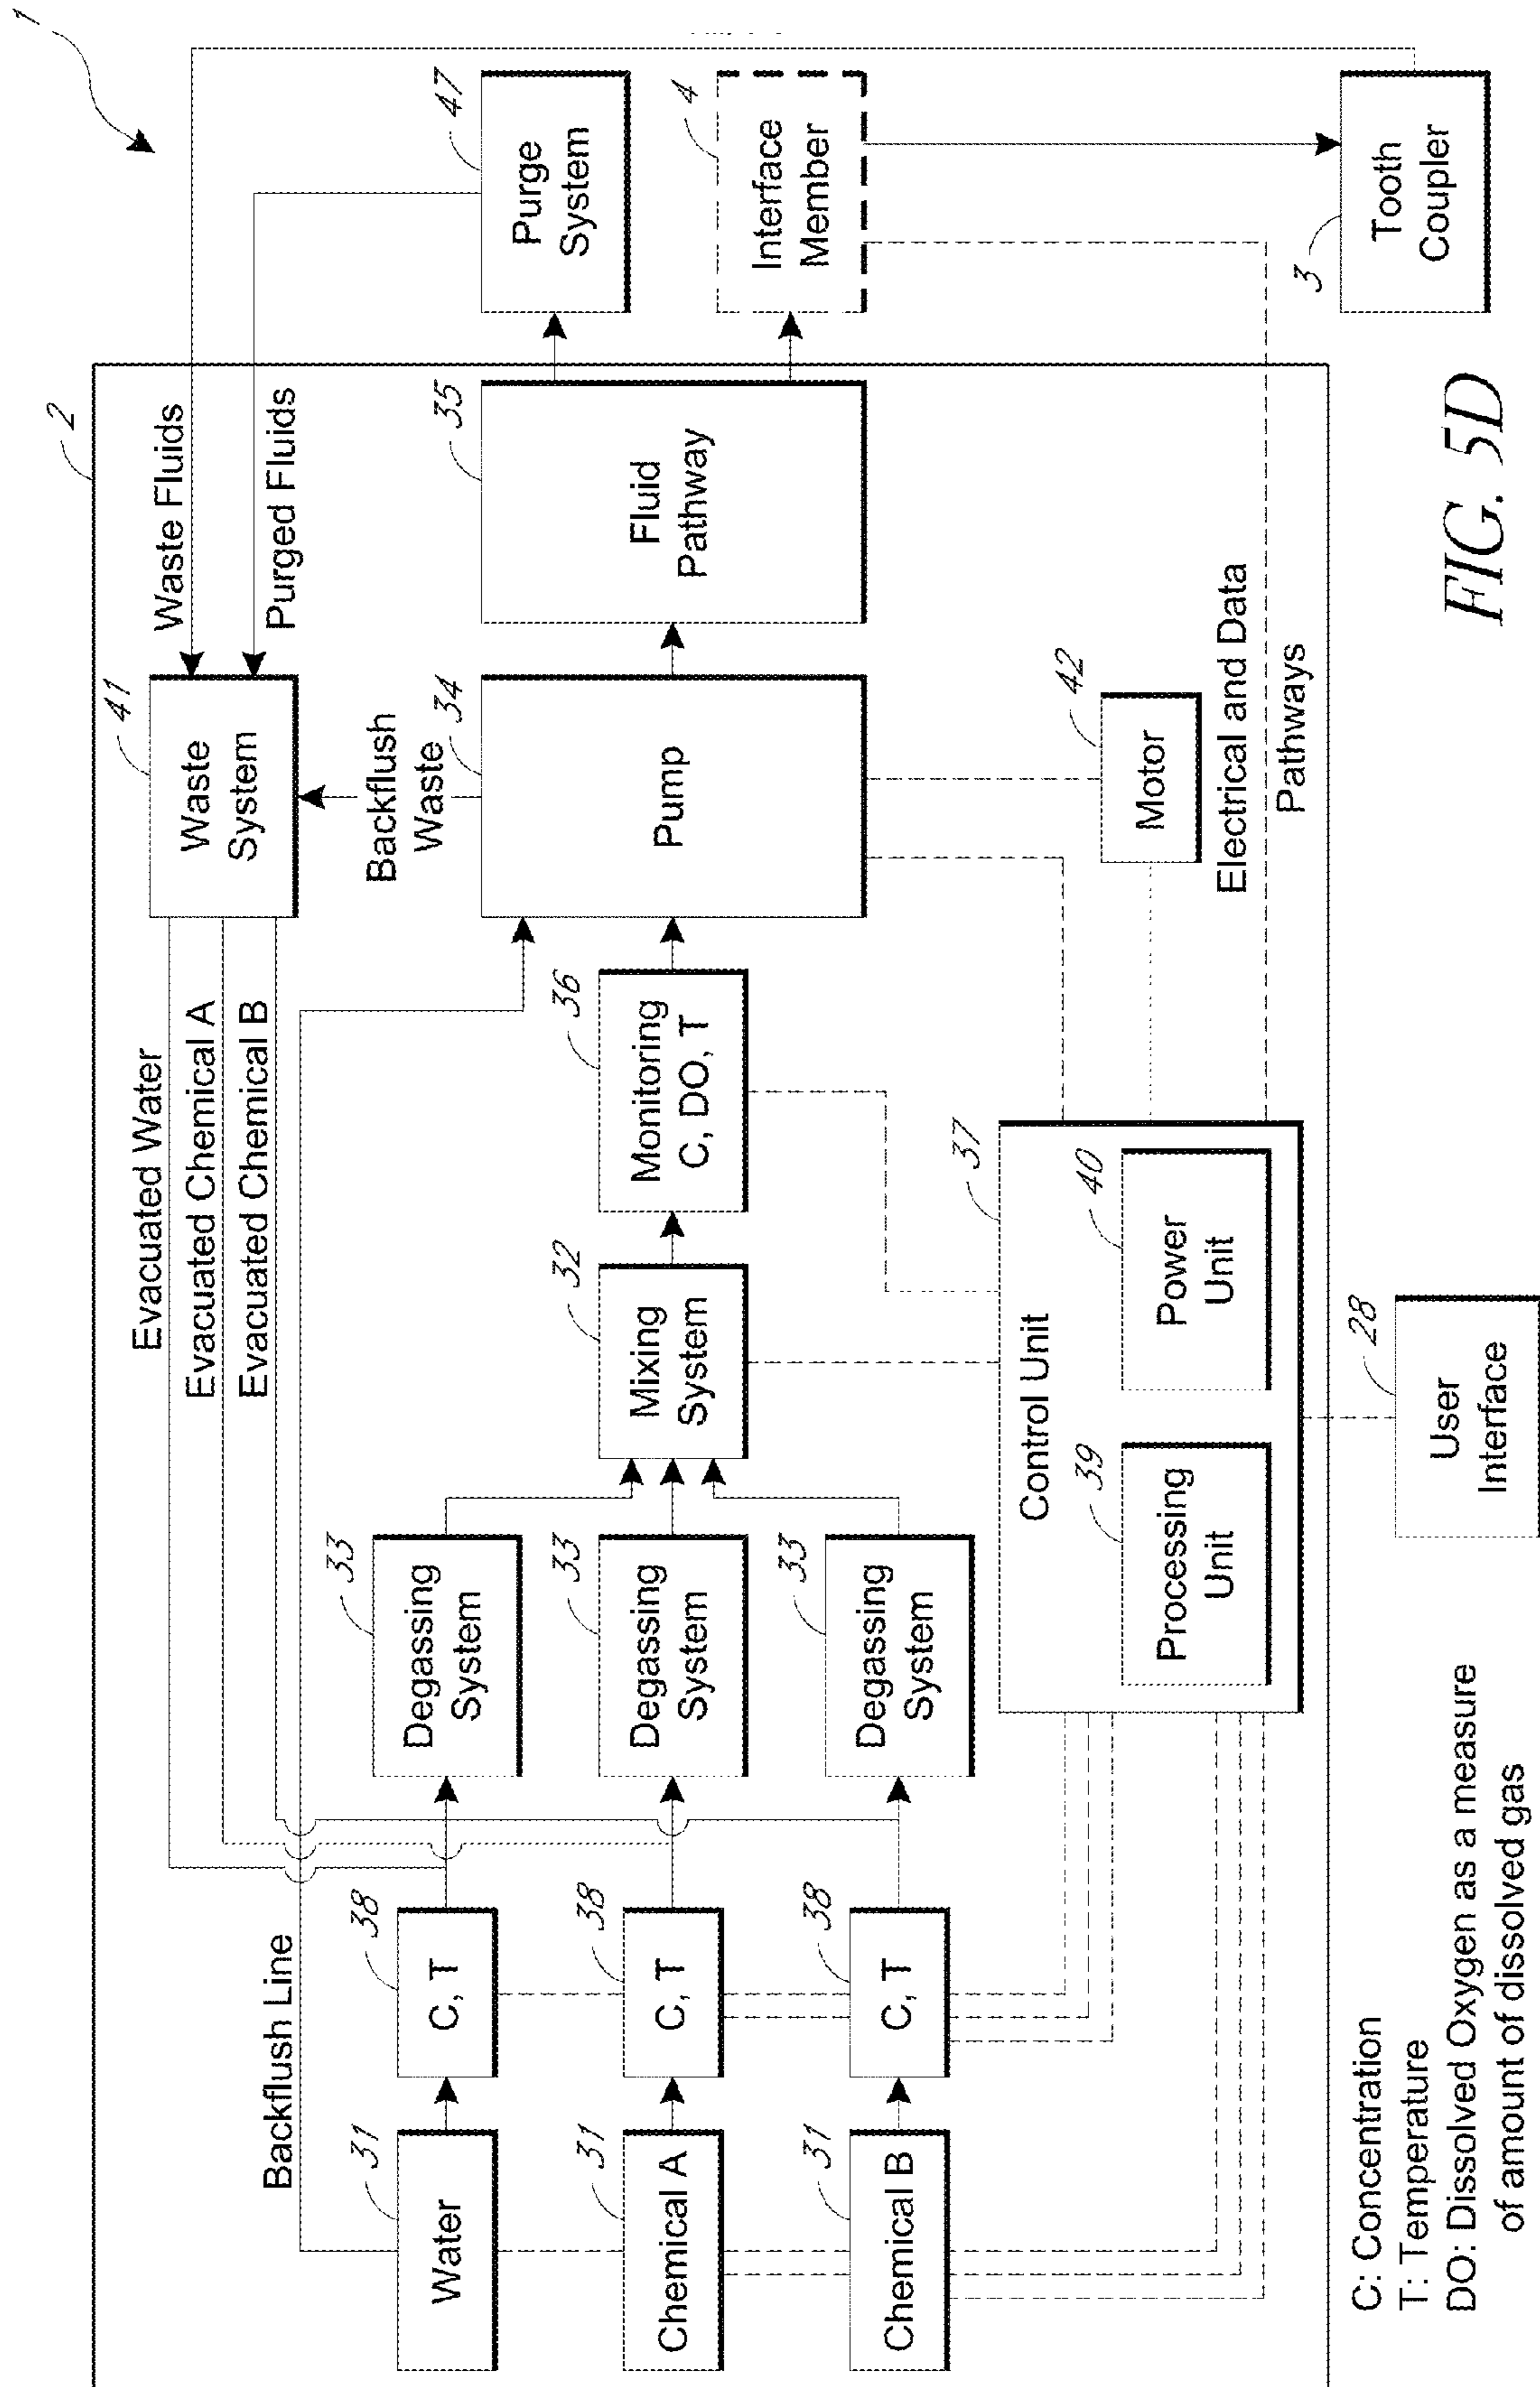 1
2
Waste Fluids
Purged Fluids
47
Purge
System
4
Interface
Member
3
Tooth
Coupler
41
Waste
System
Evacuated Water
Evacuated Chemical A
Evacuated Chemical B
Backflush
Waste
Backflush Line
35
Fluid
Pathway
34
Pump
36
Monitoring
C, DO, T
32
Mixing
System
33
Degassing
System
33
Degassing
System
33
Degassing
System
38
C, T
38
C, T
38
C, T
31
Water
31
Chemical A
31
Chemical B
42
Motor
Electrical and Data
Pathways
37
Control Unit
39
Processing
Unit
40
Power
Unit
28
User
Interface
C: Concentration
T: Temperature
DO: Dissolved Oxygen as a measure
of amount of dissolved gas
FIG. 5D